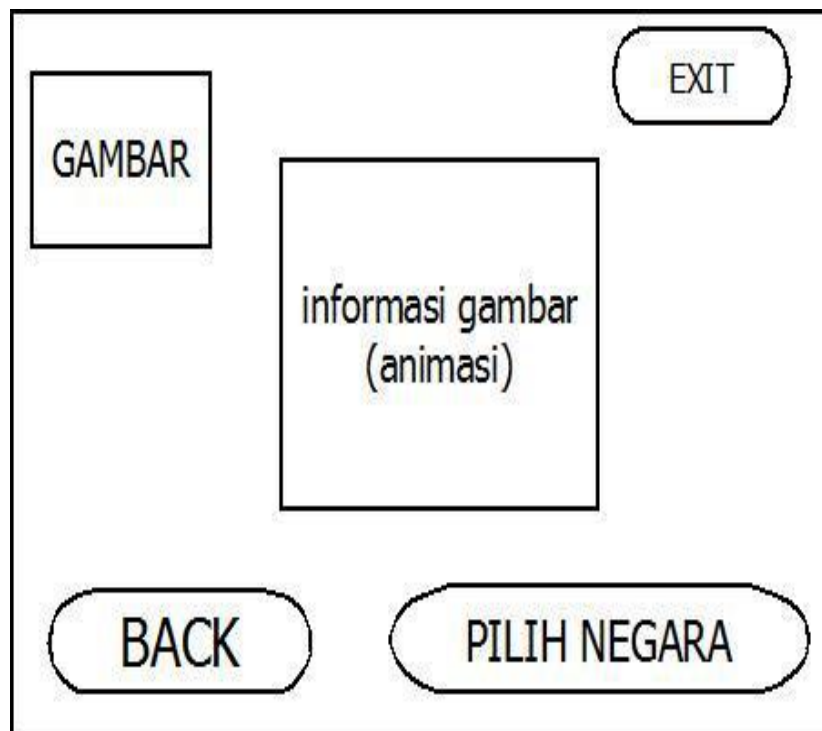 EXIT
GAMBAR
informasi gambar
(animasi)
BACK
PILIH NEGARA